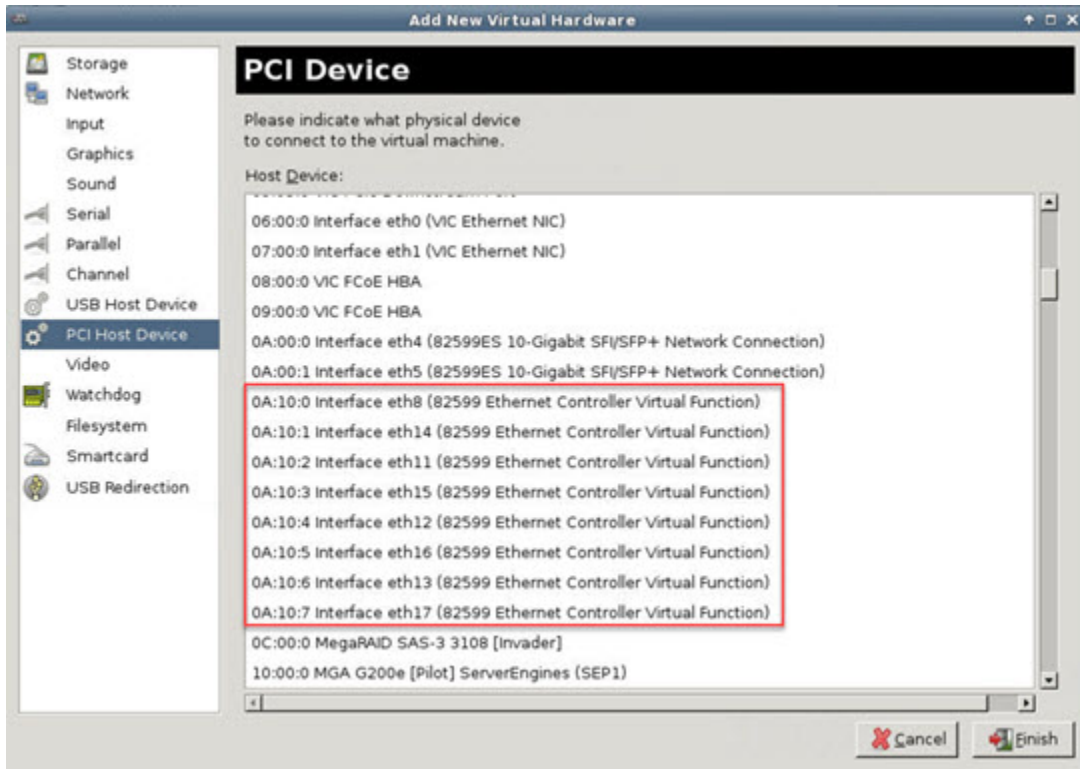 Add New Virtual Hardware
Storage
Network
Input
Graphics
Sound
Serial
Parallel
Channel
USB Host Device
PCI Host Device
Video
Watchdog
Filesystem
Smartcard
USB Redirection
PCI Device
Please indicate what physical device
to connect to the virtual machine.
Host Device:
06:00:0 Interface eth0 (VIC Ethernet NIC)
07:00:0 Interface eth1 (VIC Ethernet NIC)
08:00:0 VIC FCoE HBA
09:00:0 VIC FCoE HBA
0A:00:0 Interface eth4 (82599ES 10-Gigabit SFI/SFP+ Network Connection)
0A:00:1 Interface eth5 (82599ES 10-Gigabit SFI/SFP+ Network Connection)
0A:10:0 Interface eth8 (82599 Ethernet Controller Virtual Function)
0A:10:1 Interface eth14 (82599 Ethernet Controller Virtual Function)
0A:10:2 Interface eth11 (82599 Ethernet Controller Virtual Function)
0A:10:3 Interface eth15 (82599 Ethernet Controller Virtual Function)
0A:10:4 Interface eth12 (82599 Ethernet Controller Virtual Function)
0A:10:5 Interface eth16 (82599 Ethernet Controller Virtual Function)
0A:10:6 Interface eth13 (82599 Ethernet Controller Virtual Function)
0A:10:7 Interface eth17 (82599 Ethernet Controller Virtual Function)
0C:00:0 MegaRAID SAS-3 3108 [Invader]
10:00:0 MGA G200e [Pilot] ServerEngines (SEP1)
Cancel
Finish